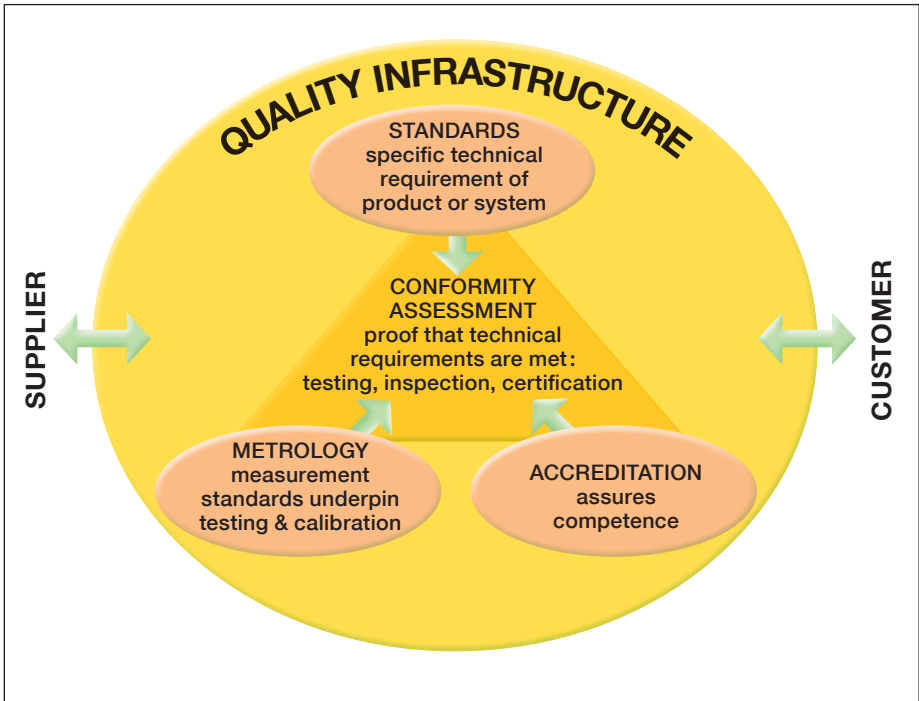 QUALITY INFRASTRUCTURE
STANDARDS
specific technical
requirement of
product or system
SUPPLIER
CONFORMITY
ASSESSMENT
proof that technical
requirements are met:
testing, inspection, certification
CUSTOMER
METROLOGY
measurement
standards underpin
testing & calibration
ACCREDITATION
assures
competence